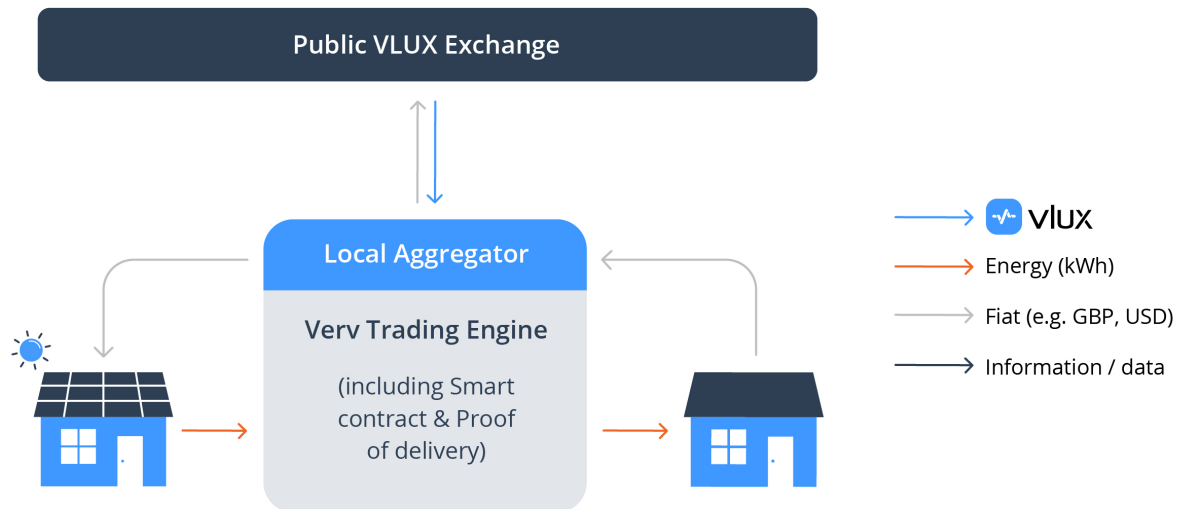 Public VLUX Exchange
Local Aggregator
Verv Trading Engine
(including Smart
contract & Proof
of delivery)
vlux
Energy (kWh)
Fiat (e.g. GBP, USD)
Information / data